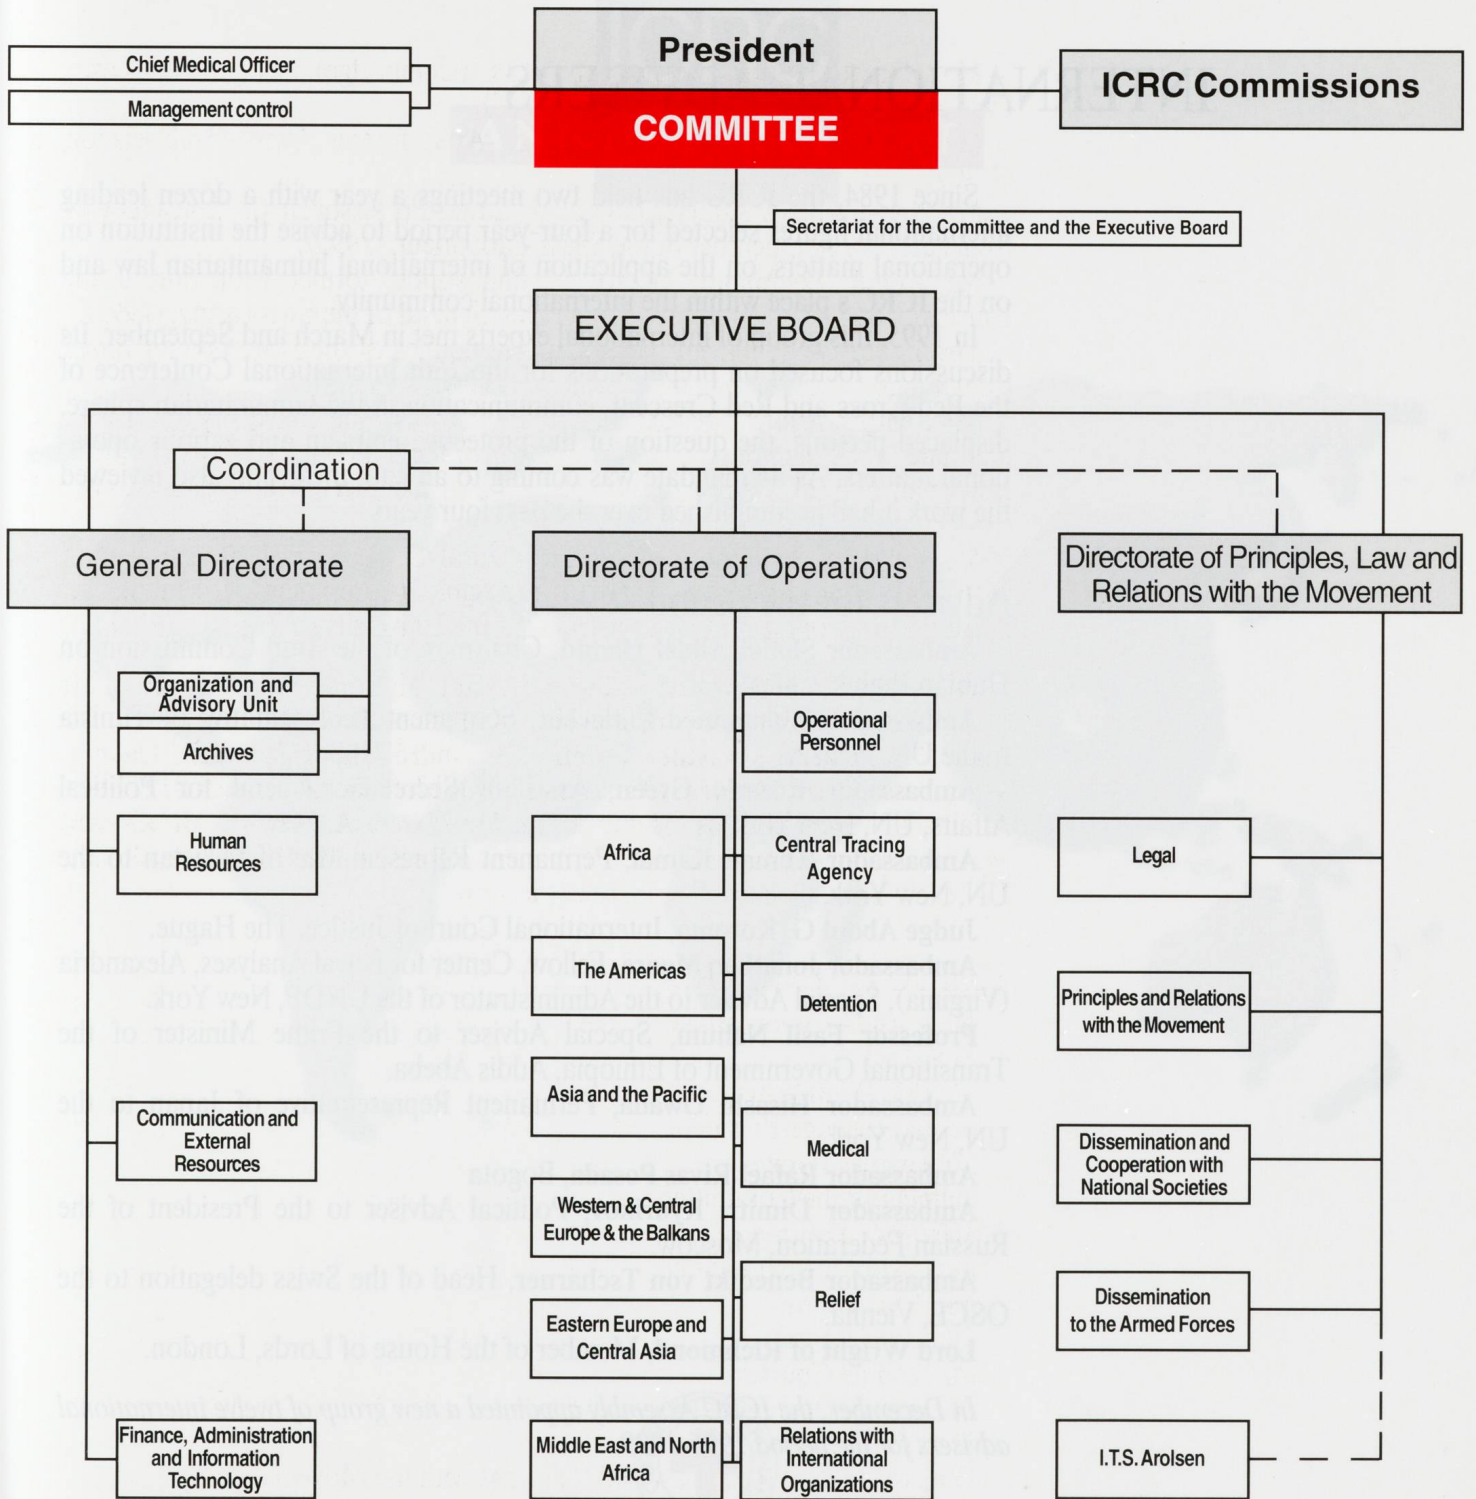 President
COMMITTEE
Chief Medical Officer
Management control
ICRC Commissions
Secretariat for the Committee and the Executive Board
EXECUTIVE BOARD
Coordination
General Directorate
Organization and
Advisory Unit
Archives
Human
Resources
Communication and
External
Resources
Finance, Administration
and Information
Technology
Directorate of Operations
Africa
The Americas
Asia and the Pacific
Western & Central
Europe & the Balkans
Eastern Europe and
Central Asia
Middle East and North
Africa
Operational
Personnel
Central Tracing
Agency
Detention
Medical
Relief
Relations with
International
Organizations
Directorate of Principles, Law and
Relations with the Movement
Legal
Principles and Relations
with the Movement
Dissemination and
Cooperation with
National Societies
Dissemination
to the Armed Forces
I.T.S. Arolsen